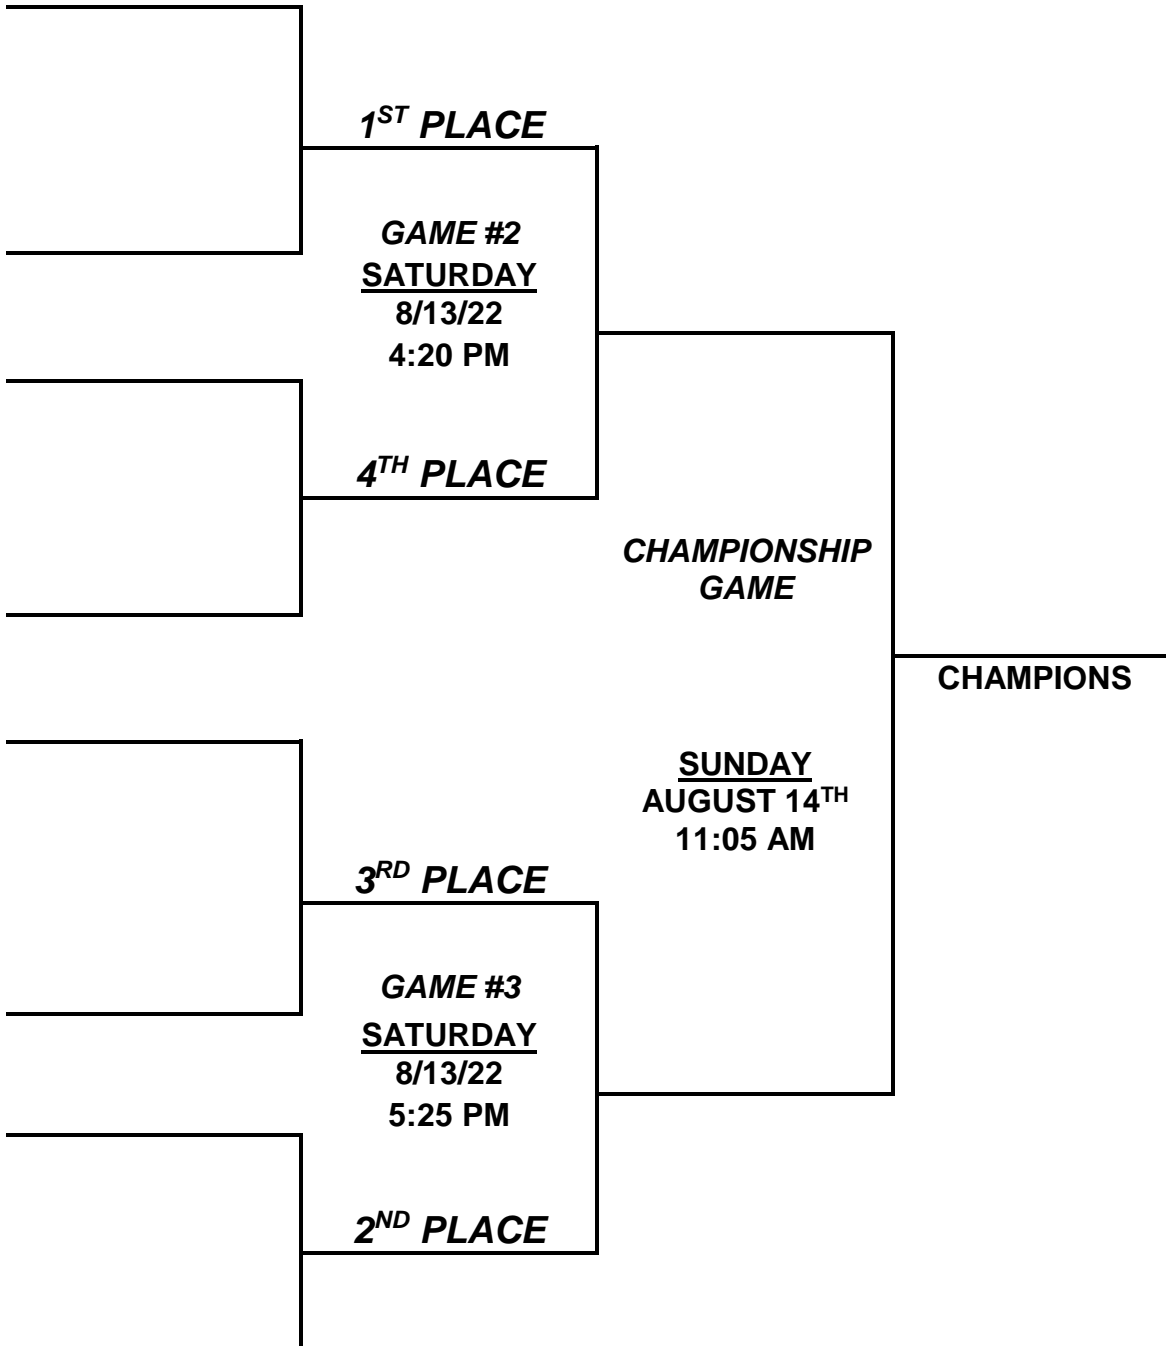 1ST PLACE
GAME #2
SATURDAY
8/13/22
4:20 PM
4TH PLACE
CHAMPIONSHIP
GAME
CHAMPIONS
SUNDAY
AUGUST 14TH
11:05 AM
3RD PLACE
GAME #3
SATURDAY
8/13/22
5:25 PM
2ND PLACE